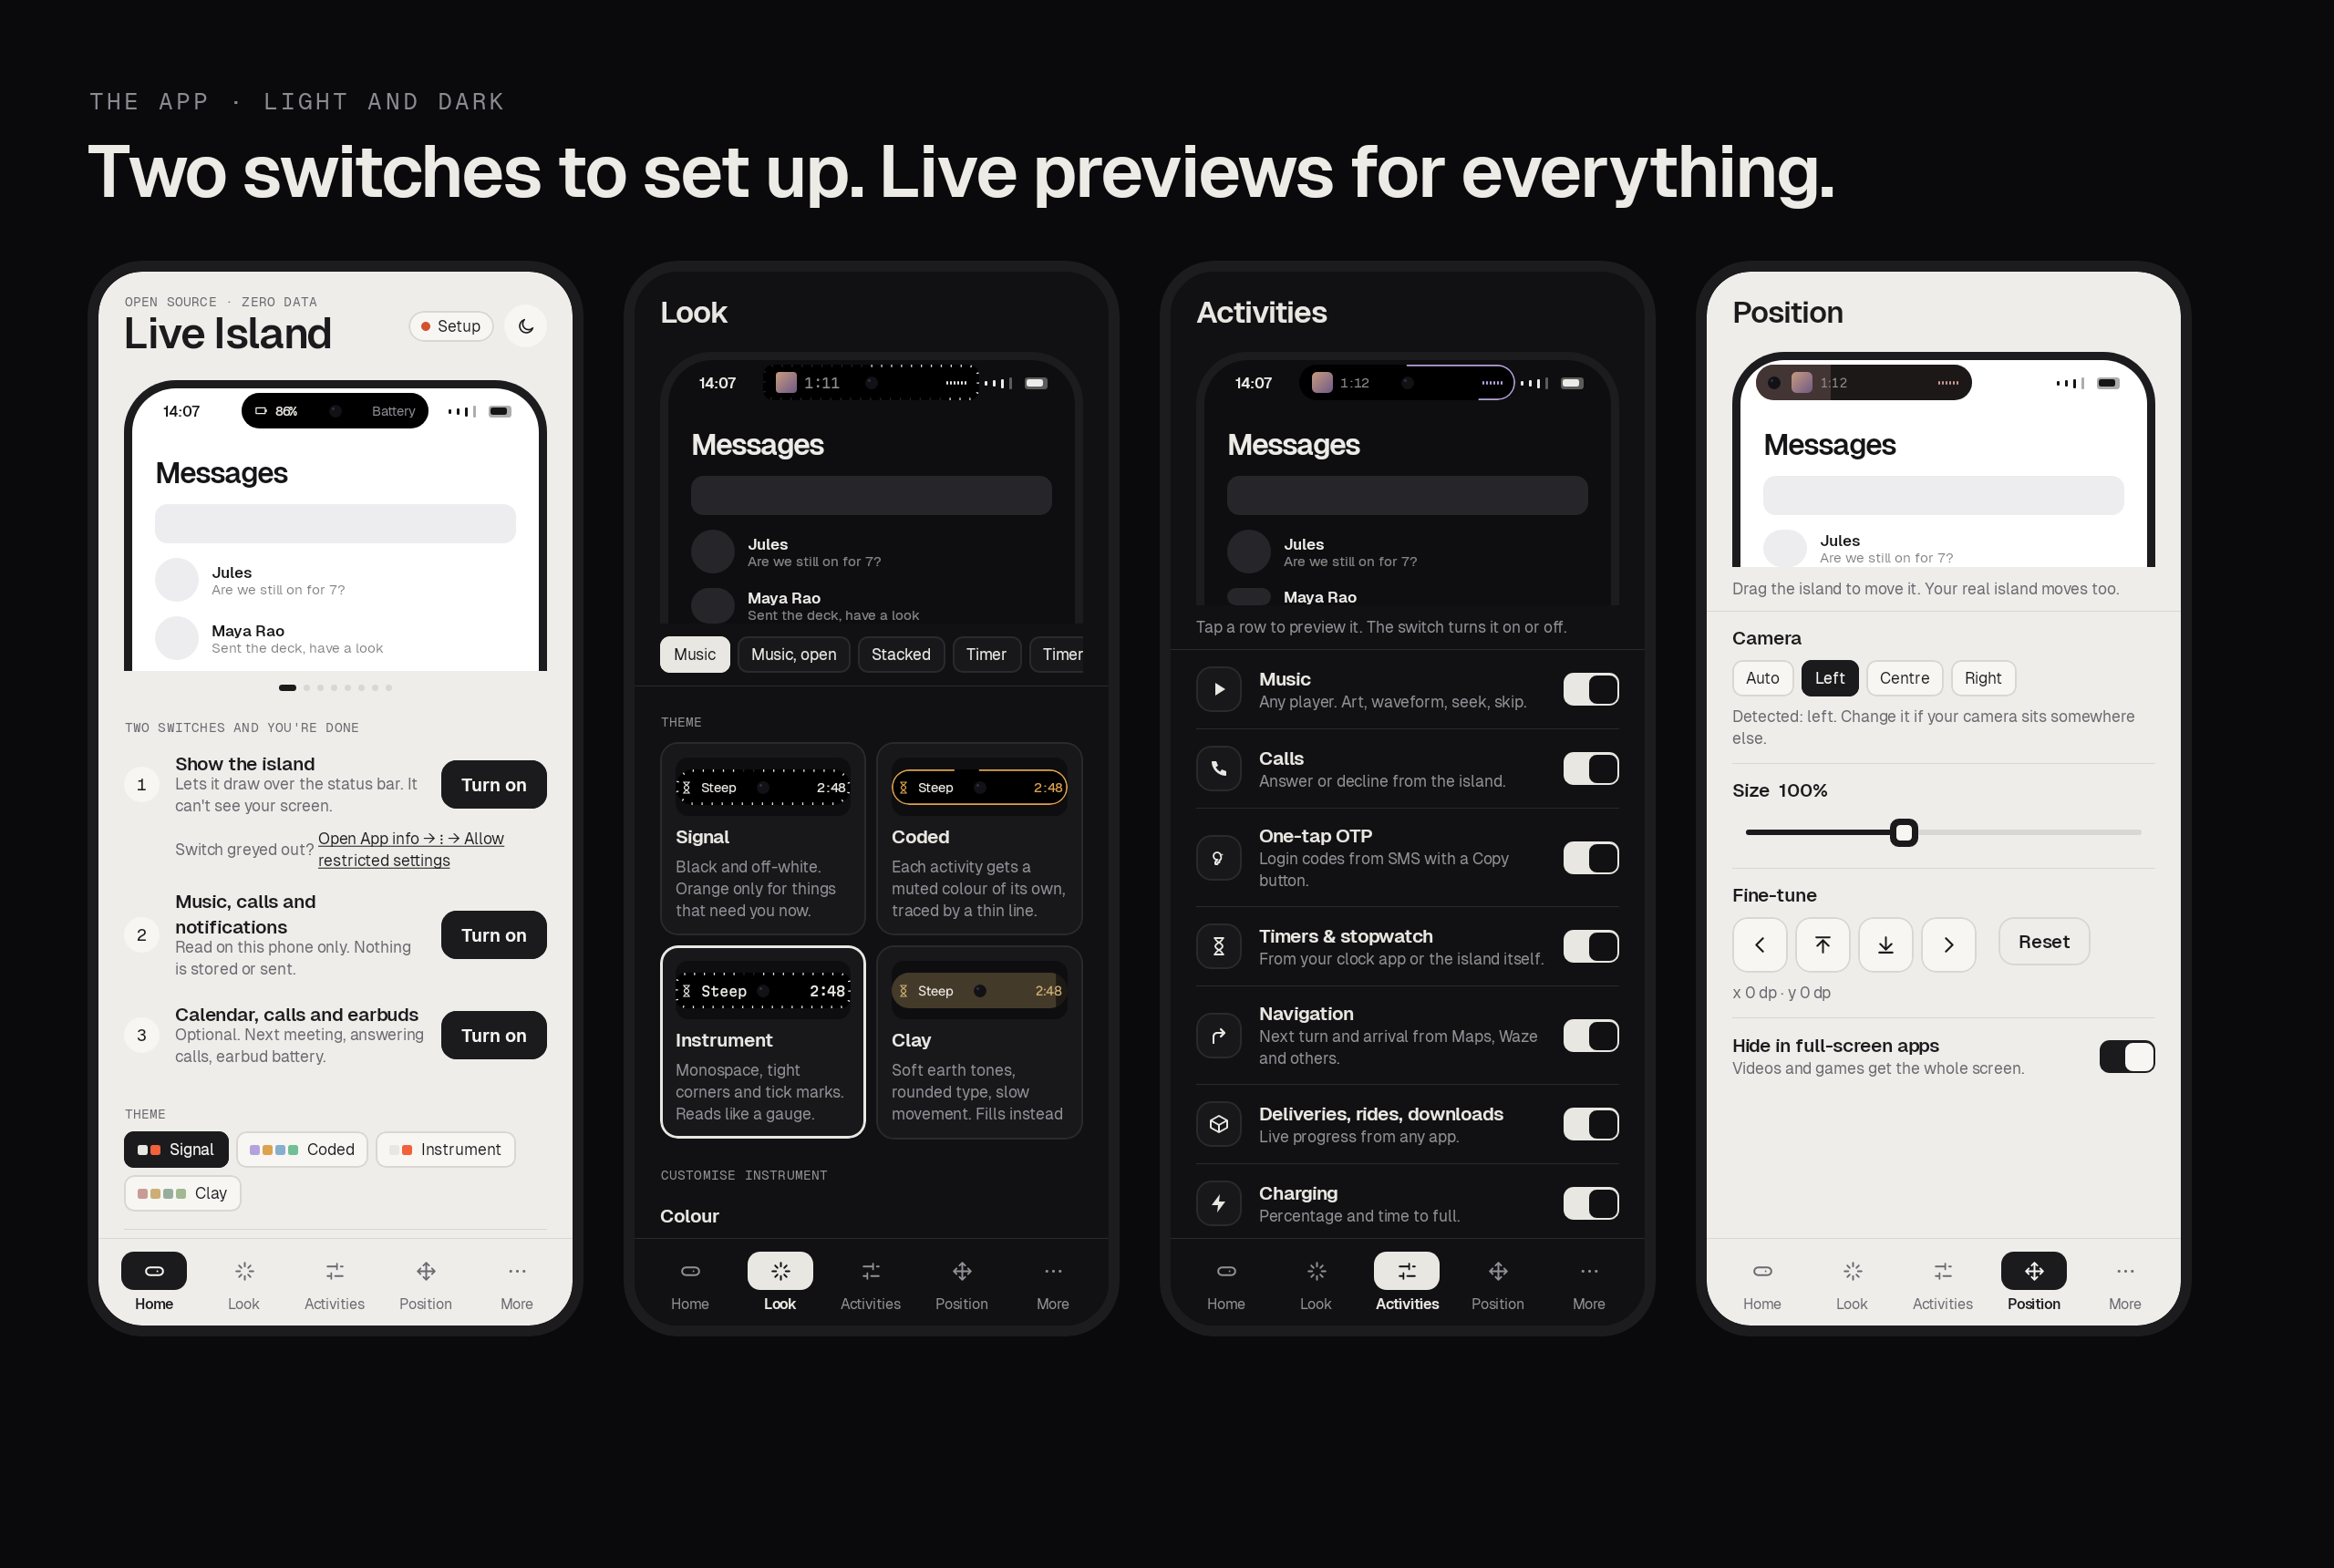 THE APP · LIGHT AND DARK
Two switches to set up. Live previews for everything.
OPEN SOURCE · ZERO DATA
Live Island
Setup
14:07
86%
Battery
Messages
Jules
Are we still on for 7?
Maya Rao
Sent the deck, have a look
TWO SWITCHES AND YOU'RE DONE
1
Show the island
Lets it draw over the status bar. It
can't see your screen.
Turn on
Switch greyed out?
Open App info → ⋮ → Allow
restricted settings
2
Music, calls and
notifications
Read on this phone only. Nothing
is stored or sent.
Turn on
3
Calendar, calls and earbuds
Optional. Next meeting, answering
calls, earbud battery.
Turn on
THEME
Signal
Coded
Instrument
Clay
Home
Look
Activities
Position
More
Look
14:07
1:11
Messages
Jules
Are we still on for 7?
Maya Rao
Sent the deck, have a look
Music
Music, open
Stacked
Timer
Timer
THEME
Steep
2:48
Signal
Black and off-white.
Orange only for things
that need you now.
Steep
2:48
Coded
Each activity gets a
muted colour of its own,
traced by a thin line.
Steep
2:48
Instrument
Monospace, tight
corners and tick marks.
Reads like a gauge.
Steep
2:48
Clay
Soft earth tones,
rounded type, slow
movement. Fills instead
CUSTOMISE INSTRUMENT
Colour
Home
Look
Activities
Position
More
Activities
14:07
1:12
Messages
Jules
Are we still on for 7?
Maya Rao
Tap a row to preview it. The switch turns it on or off.
Music
Any player. Art, waveform, seek, skip.
Calls
Answer or decline from the island.
One-tap OTP
Login codes from SMS with a Copy
button.
Timers & stopwatch
From your clock app or the island itself.
Navigation
Next turn and arrival from Maps, Waze
and others.
Deliveries, rides, downloads
Live progress from any app.
Charging
Percentage and time to full.
Home
Look
Activities
Position
More
Position
1:12
Messages
Jules
Are we still on for 7?
Drag the island to move it. Your real island moves too.
Camera
Auto
Left
Centre
Right
Detected: left. Change it if your camera sits somewhere
else.
Size 100%
Fine-tune
Reset
x 0 dp · y 0 dp
Hide in full-screen apps
Videos and games get the whole screen.
Home
Look
Activities
Position
More